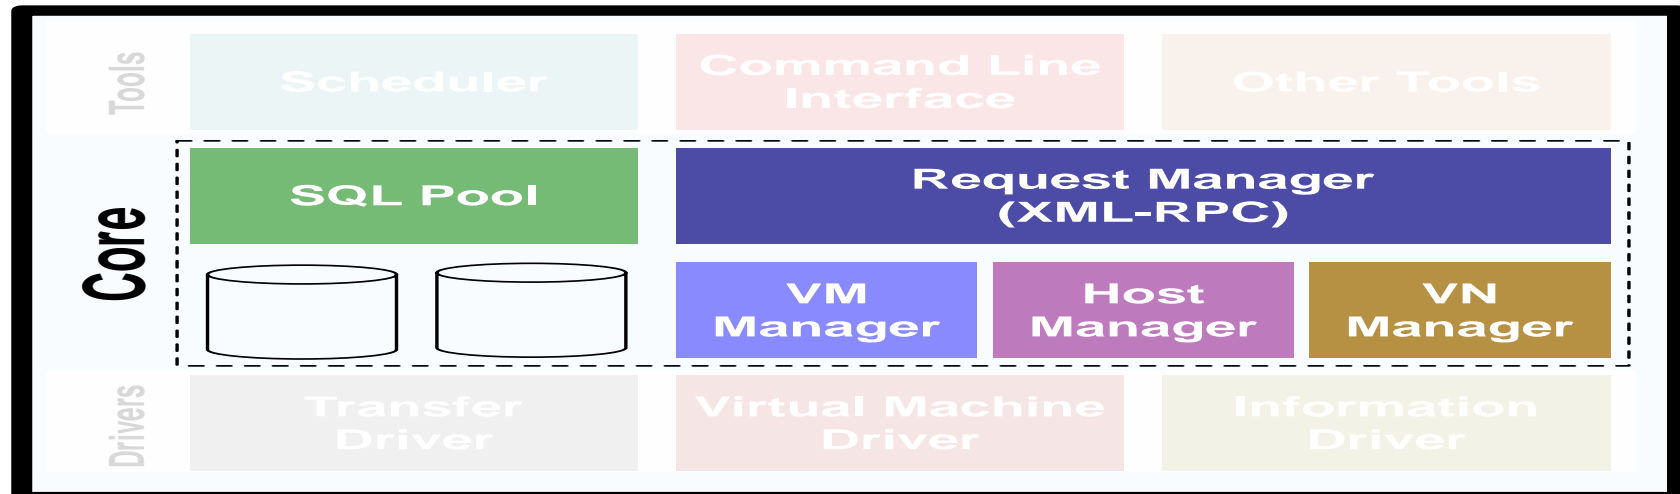 Tools
Scheduler
Command Line
Interface
Other Tools
Core
SQL Pool
Request Manager
(XML-RPC)
VM
Manager
Host
Manager
VN
Manager
Drivers
Transfer
Driver
Virtual Machine
Driver
Information
Driver